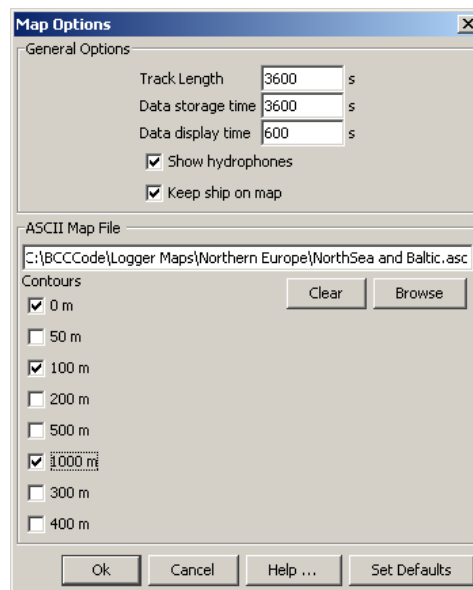 Map Options
General Options
Track Length 3600 s
Data storage time 3600 s
Data display time 600 s
Show hydrophones
Keep ship on map
ASCII Map File
C:\BCCCode\Logger Maps\Northern Europe\NorthSea and Baltic.asc
Contours
Clear Browse
0 m
50 m
100 m
200 m
500 m
1000 m
300 m
400 m
Ok Cancel Help ... Set Defaults